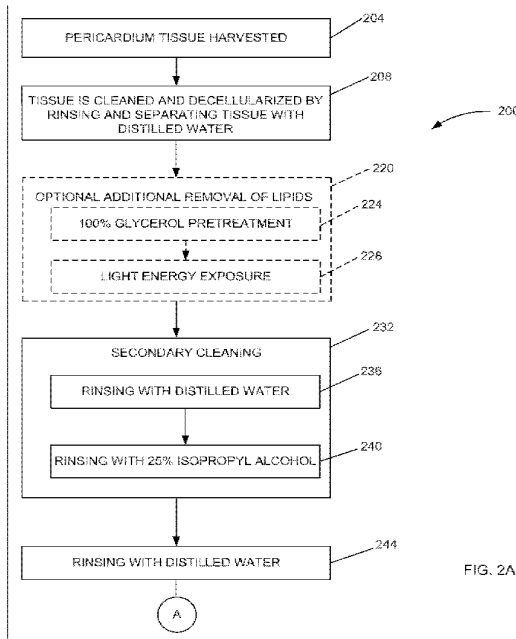 PERICARDIUM TISSUE HARVESTED
204
TISSUE IS CLEANED AND DECELLULARIZED BY
RINSING AND SEPARATING TISSUE WITH
DISTILLED WATER
208
200
OPTIONAL ADDITIONAL REMOVAL OF LIPIDS
220
100% GLYCEROL PRETREATMENT
224
LIGHT ENERGY EXPOSURE
226
SECONDARY CLEANING
232
RINSING WITH DISTILLED WATER
236
RINSING WITH 25% ISOPROPYL ALCOHOL
240
RINSING WITH DISTILLED WATER
244
A
FIG. 2A